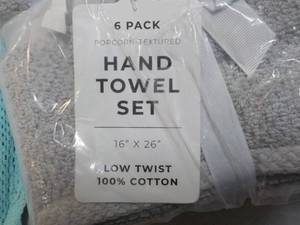 6 PACK
POPCORN TEXTURED
HAND
TOWEL
SET
16" X 26"
LOW TWIST
100% COTTON